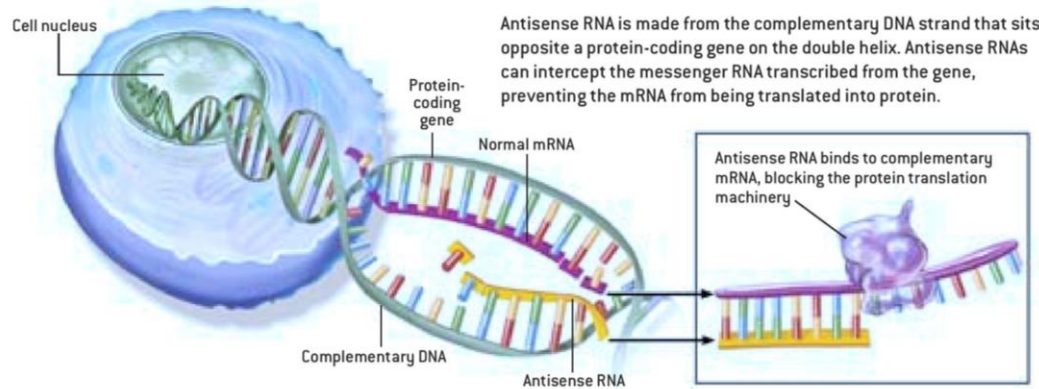 Cell nucleus
Antisense RNA is made from the complementary DNA strand that sits
opposite a protein-coding gene on the double helix. Antisense RNAs
can intercept the messenger RNA transcribed from the gene,
preventing the mRNA from being translated into protein.
Protein-
coding
gene
Normal mRNA
Antisense RNA binds to complementary
mRNA, blocking the protein translation
machinery
Complementary DNA
Antisense RNA